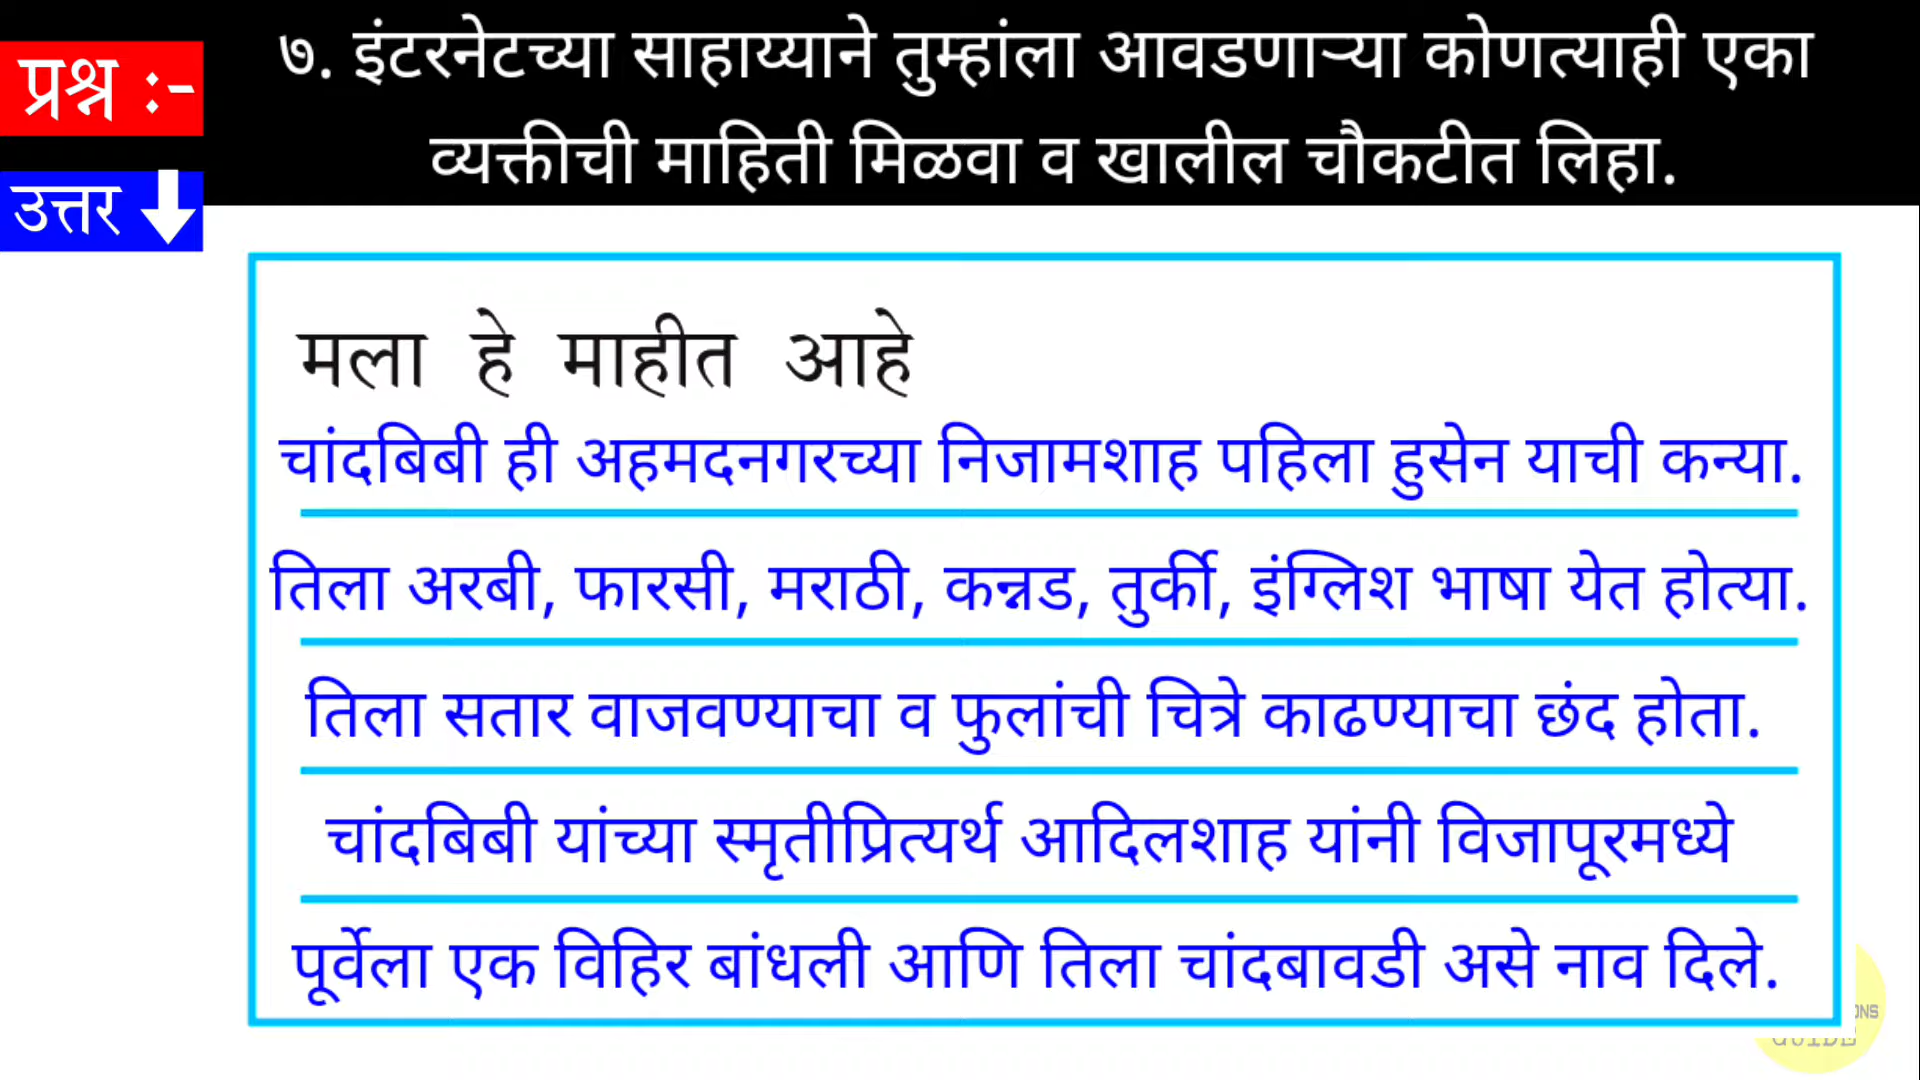 प्रश्न :-
७. इंटरनेटच्या साहाय्याने तुम्हांला आवडणाऱ्या कोणत्याही एका
व्यक्तीची माहिती मिळवा व खालील चौकटीत लिहा.
उत्तर
मला हे माहीत आहे
चांदबिबी ही अहमदनगरच्या निजामशाह पहिला हुसेन याची कन्या.
तिला अरबी, फारसी, मराठी, कन्नड, तुर्की, इंग्लिश भाषा येत होत्या.
तिला सतार वाजवण्याचा व फुलांची चित्रे काढण्याचा छंद होता.
चांदबिबी यांच्या स्मृतीप्रित्यर्थ आदिलशाह यांनी विजापूरमध्ये
पूर्वेला एक विहिर बांधली आणि तिला चांदबावडी असे नाव दिले.
GUIDE